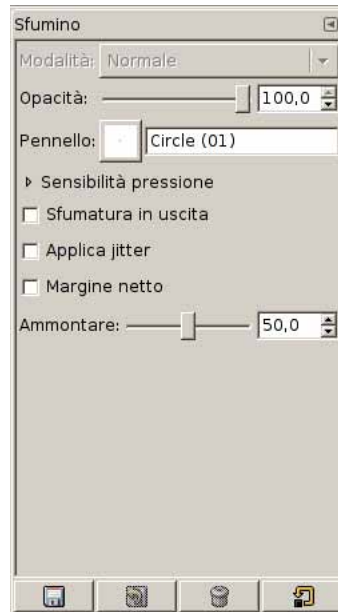 Sfumino
Modalità: Normale
Opacità: 100,0
Pennello: Circle (01)
Sensibilità pressione
Sfumatura in uscita
Applica jitter
Margine netto
Ammontare: 50,0